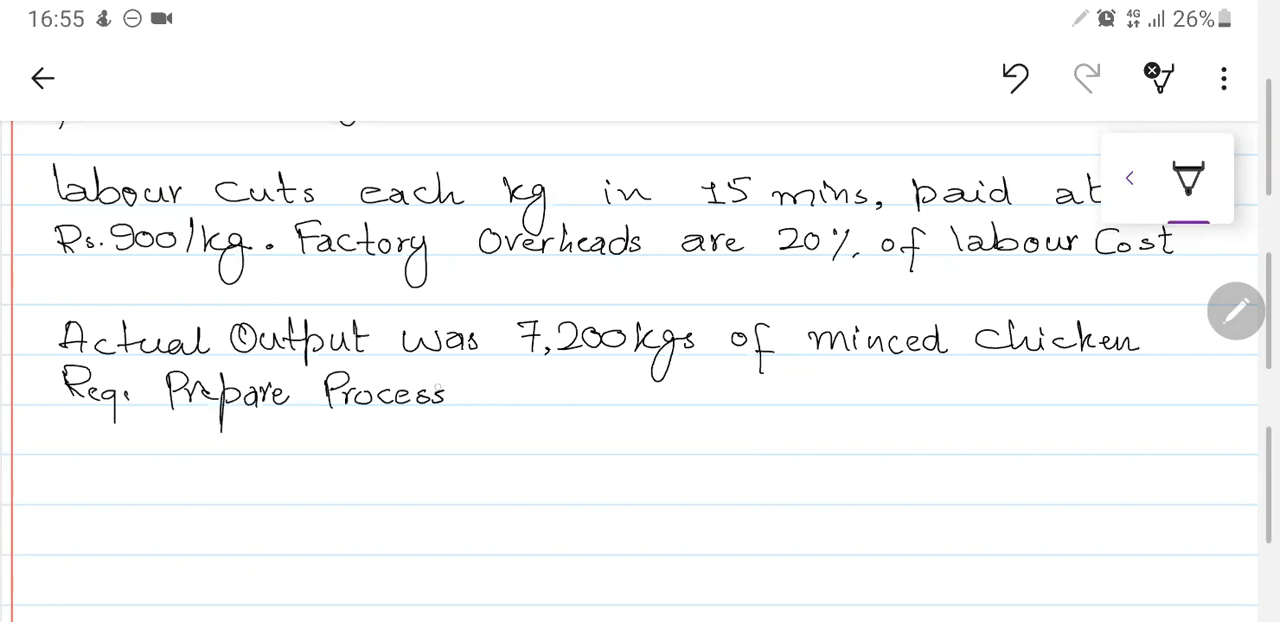 16:55
4G 26%
labour cuts each kg in 15 mins, paid at
Rs.900/kg. Factory Overheads are 20% of labour Cost
Actual Output was 7,200kgs of minced chicken
Req. Prepare Process